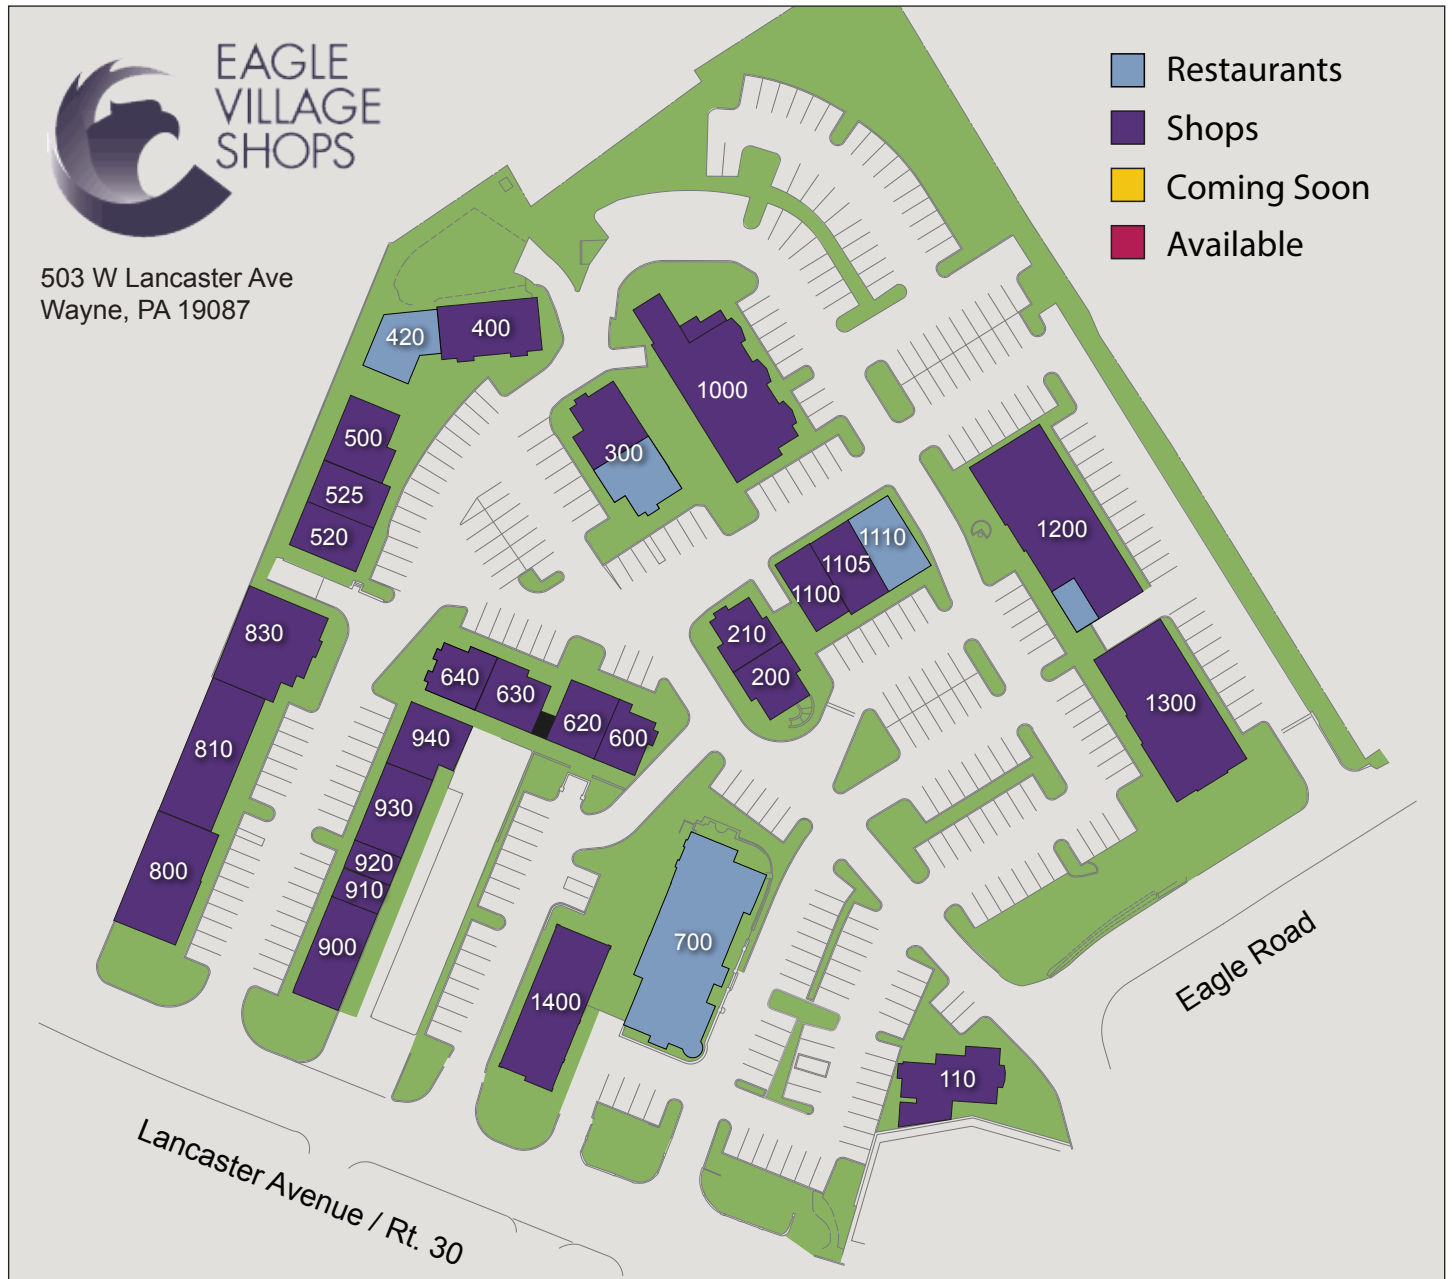 EAGLE
VILLAGE
SHOPS
503 W Lancaster Ave
Wayne, PA 19087
Restaurants
Shops
Coming Soon
Available
420
400
500
525
520
300
1000
1110
1105
1100
1200
210
200
1300
830
810
800
640
630
620
600
940
930
920
910
900
700
1400
110
Eagle Road
Lancaster Avenue / Rt. 30